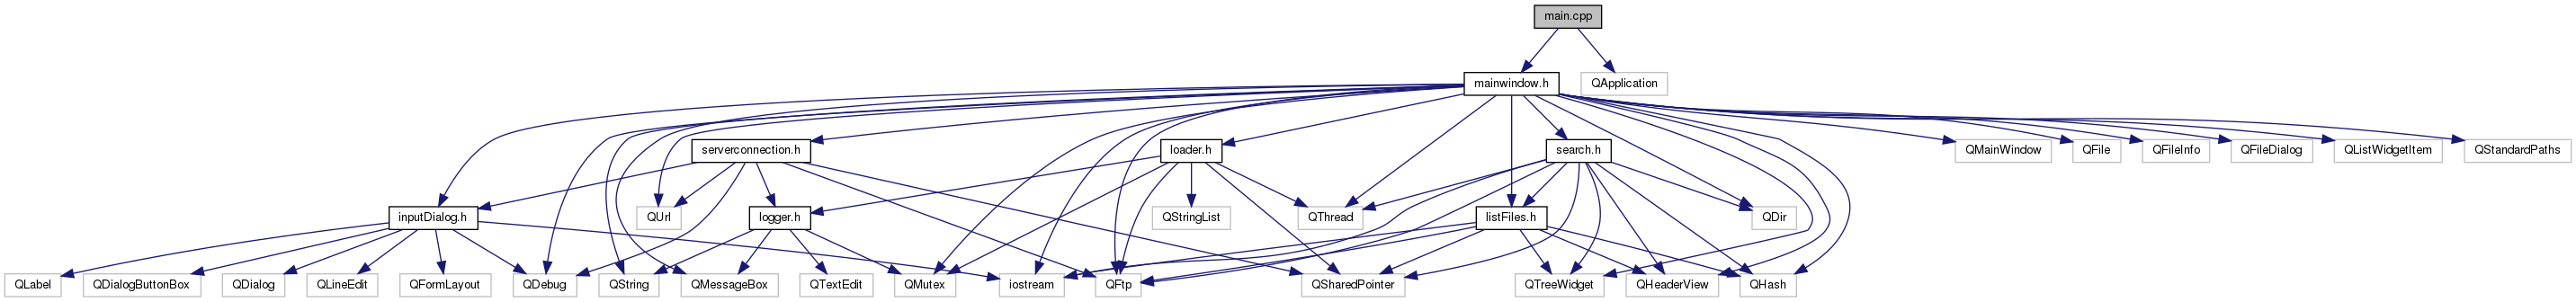 main.cpp
mainwindow.h
QApplication
serverconnection.h
loader.h
search.h
QMainWindow
QFile
QFileInfo
QFileDialog
QListWidgetItem
QStandardPaths
inputDialog.h
QUrl
logger.h
QStringList
QThread
listFiles.h
QDir
QLabel
QDialogButtonBox
QDialog
QLineEdit
QFormLayout
QDebug
QString
QMessageBox
QTextEdit
QMutex
iostream
QFtp
QSharedPointer
QTreeWidget
QHeaderView
QHash